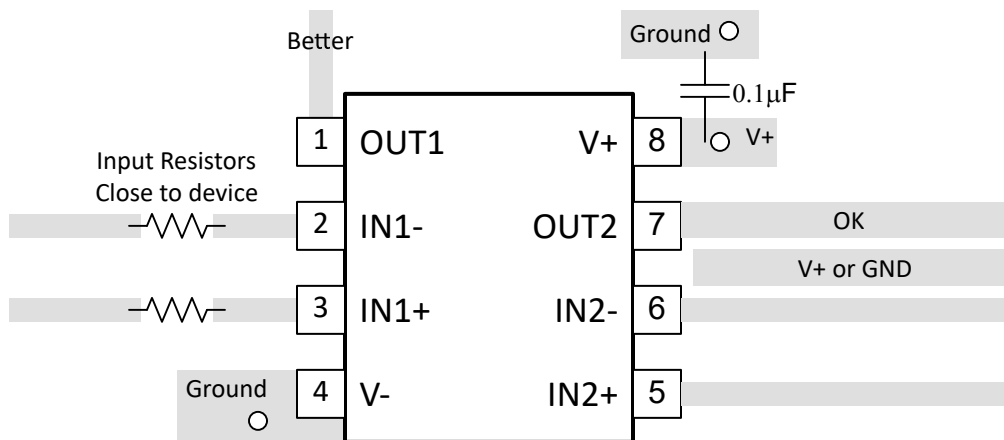 Better
Ground
0.1μF
1 OUT1
V+ 8
V+
Input Resistors
Close to device
2 IN1-
OUT2 7
OK
V+ or GND
3 IN1+
IN2- 6
Ground
4 V-
IN2+ 5